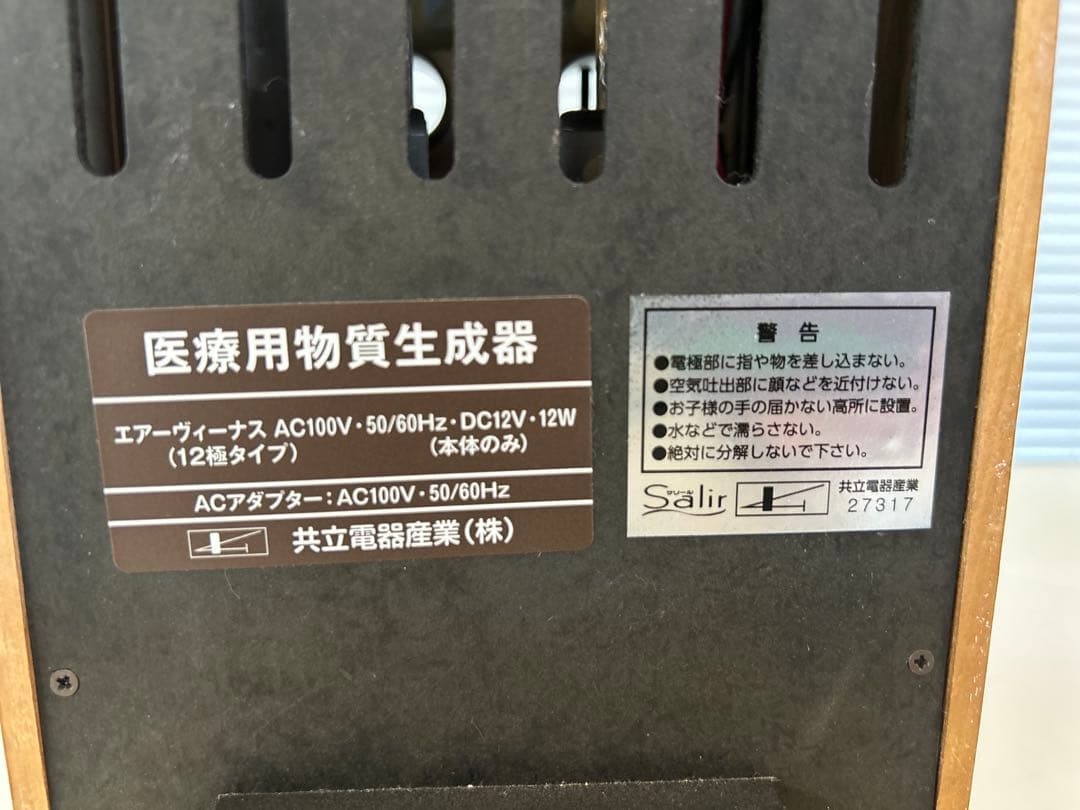 医療用物質生成器
エアーヴィーナス AC100V・50/60Hz・DC12V・12W
(12極タイプ) (本体のみ)
ACアダプター:AC100V・50/60Hz
共立電器産業(株)
警告
●電極部に指や物を差し込まない。
●空気吐出部に顔などを近付けない。
●お子様の手の届かない高所に設置。
●水などで濡らさない。
●絶対に分解しないで下さい。
サリール
Salir
共立電器産業
27317